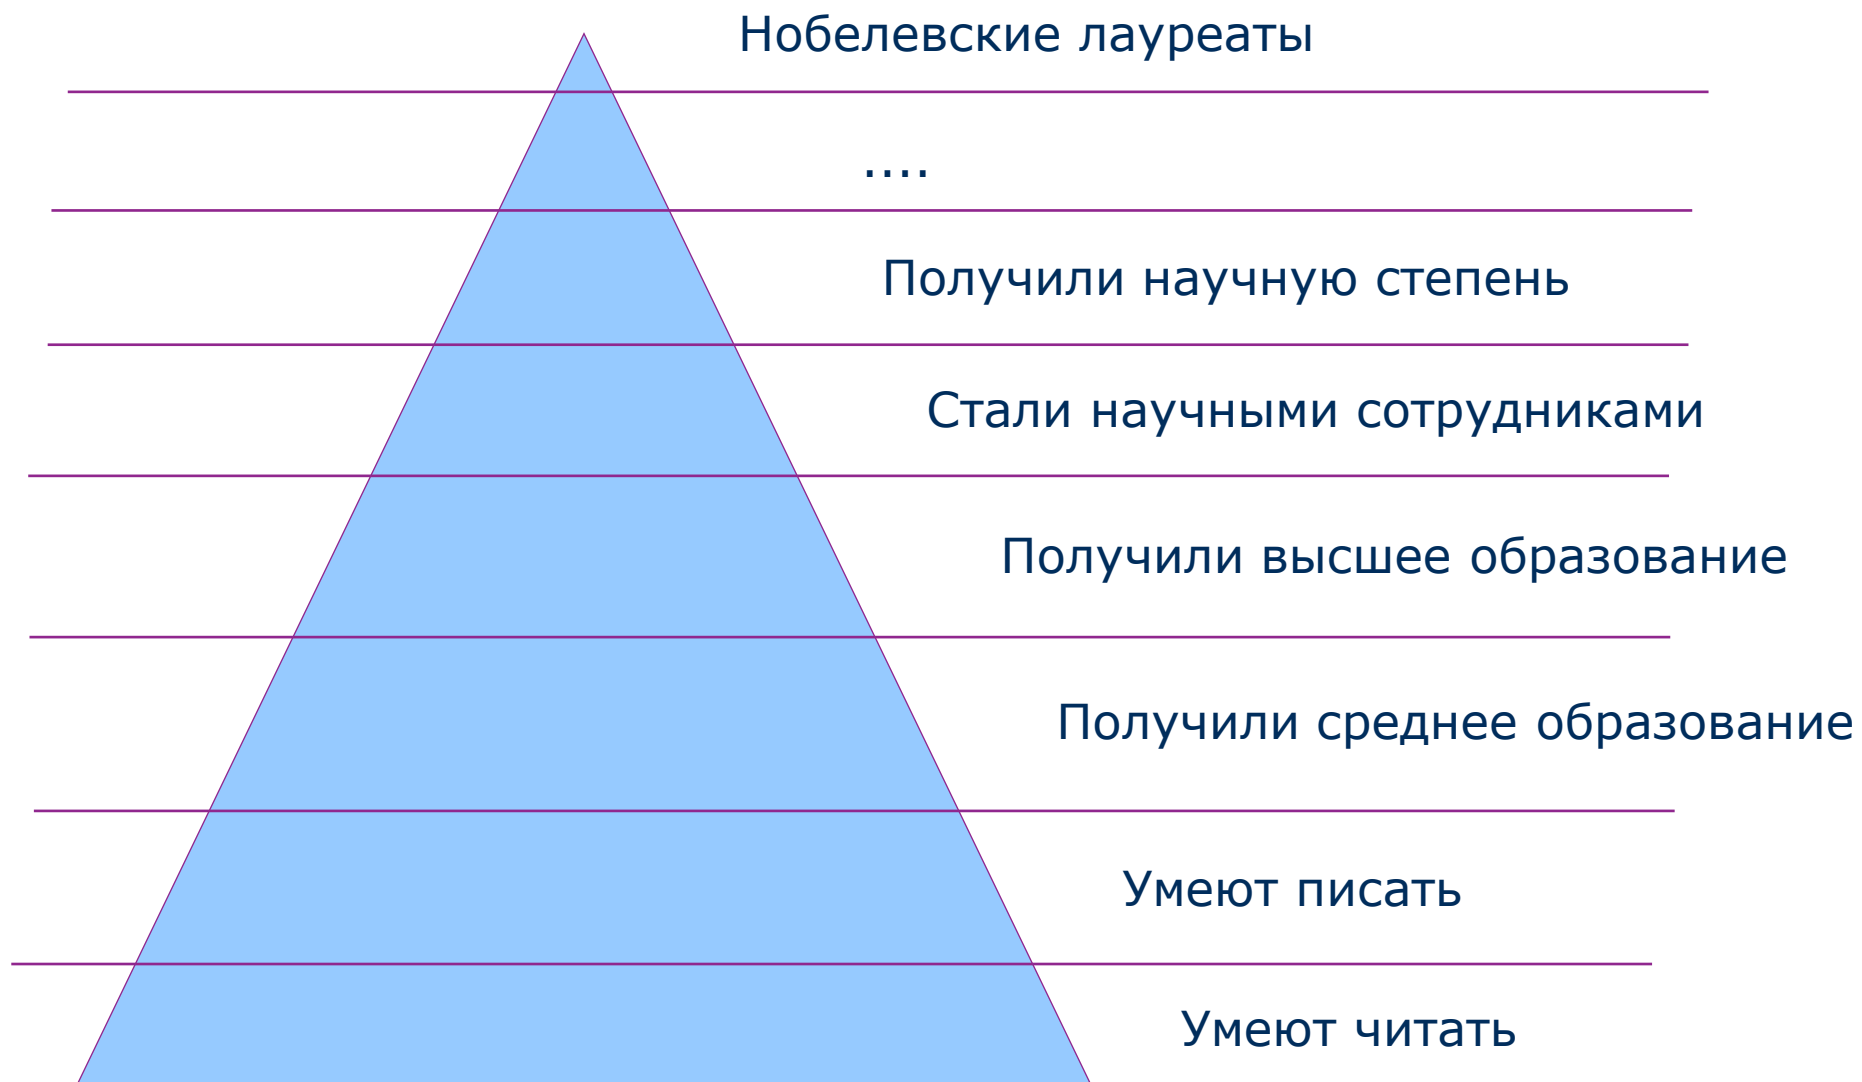 Нобелевские лауреаты
....
Получили научную степень
Стали научными сотрудниками
Получили высшее образование
Получили среднее образование
Умеют писать
Умеют читать